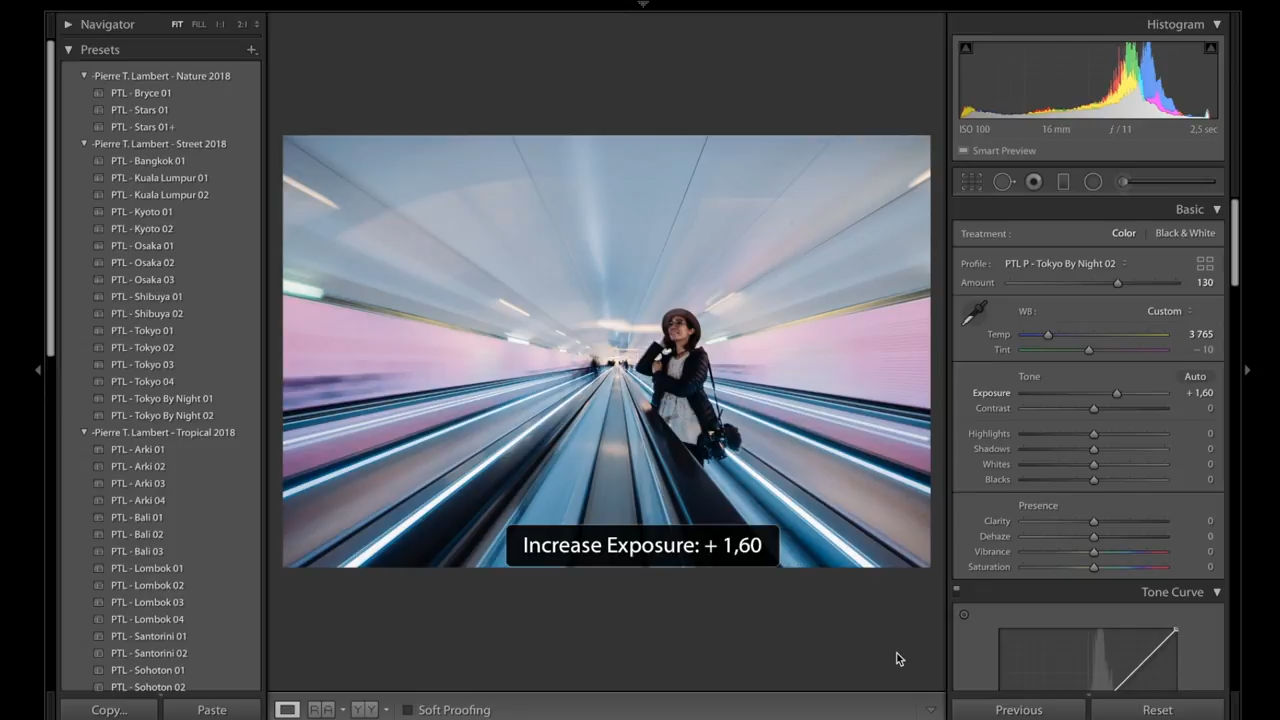 Navigator FIT FILL 1:1 2:1
Presets +
-Pierre T. Lambert - Nature 2018
PTL - Bryce 01
PTL - Stars 01
PTL - Stars 01+
-Pierre T. Lambert - Street 2018
PTL - Bangkok 01
PTL - Kuala Lumpur 01
PTL - Kuala Lumpur 02
PTL - Kyoto 01
PTL - Kyoto 02
PTL - Osaka 01
PTL - Osaka 02
PTL - Osaka 03
PTL - Shibuya 01
PTL - Shibuya 02
PTL - Tokyo 01
PTL - Tokyo 02
PTL - Tokyo 03
PTL - Tokyo 04
PTL - Tokyo By Night 01
PTL - Tokyo By Night 02
-Pierre T. Lambert - Tropical 2018
PTL - Arki 01
PTL - Arki 02
PTL - Arki 03
PTL - Arki 04
PTL - Bali 01
PTL - Bali 02
PTL - Bali 03
PTL - Lombok 01
PTL - Lombok 02
PTL - Lombok 03
PTL - Lombok 04
PTL - Santorini 01
PTL - Santorini 02
PTL - Sohoton 01
PTL - Sohoton 02
Copy... Paste
Increase Exposure: + 1,60
RA YY Soft Proofing
Histogram
ISO 100 16 mm ƒ / 11 2,5 sec
Smart Preview
Basic
Treatment : Color Black & White
Profile : PTL P - Tokyo By Night 02
Amount 130
WB : Custom
Temp 3 765
Tint – 10
Tone Auto
Exposure + 1,60
Contrast 0
Highlights 0
Shadows 0
Whites 0
Blacks 0
Presence
Clarity 0
Dehaze 0
Vibrance 0
Saturation 0
Tone Curve
Previous Reset